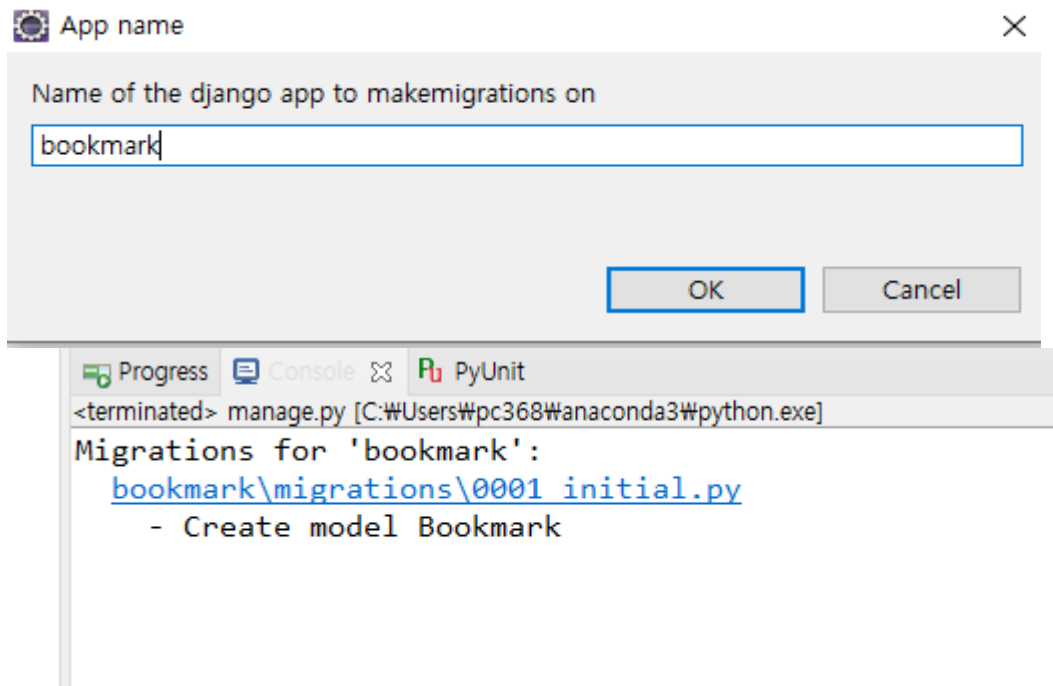 App name
Name of the django app to makemigrations on
bookmark
OK Cancel
Progress Console PyUnit
<terminated> manage.py [C:₩Users₩pc368₩anaconda3₩python.exe]
Migrations for 'bookmark':
bookmark\migrations\0001_initial.py
- Create model Bookmark